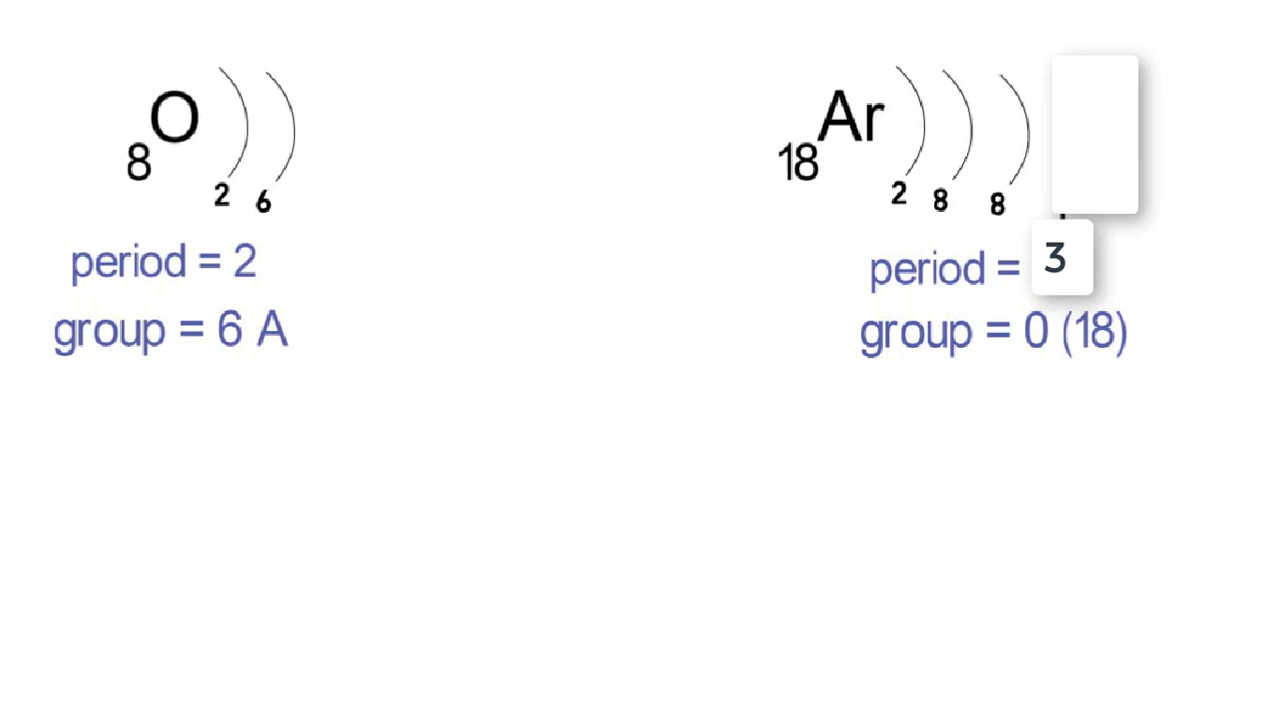 8O 2 6
period = 2
group = 6 A
18Ar 2 8 8
period = 3
group = 0 (18)